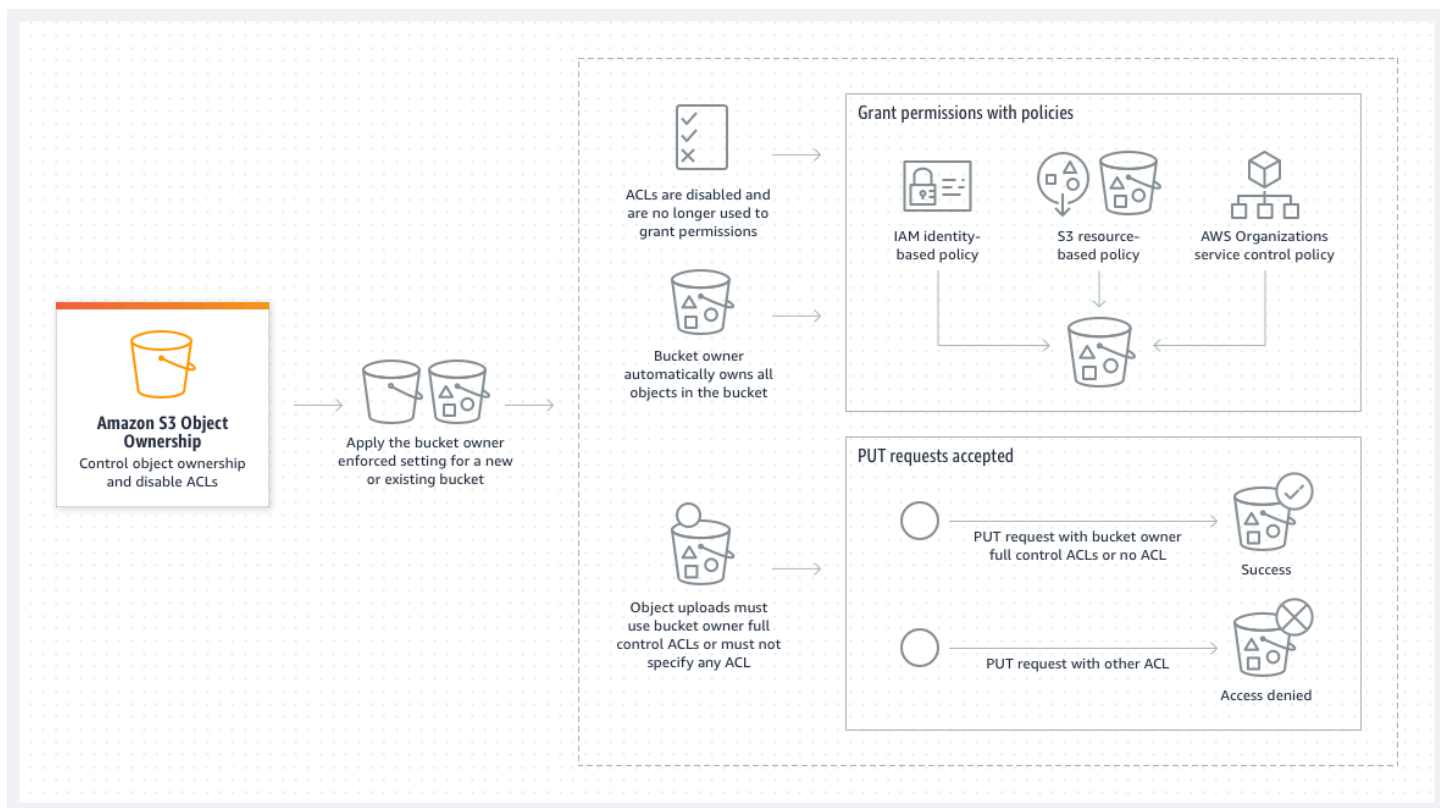 Amazon S3 Object
Ownership
Control object ownership
and disable ACLs
Apply the bucket owner
enforced setting for a new
or existing bucket
ACLs are disabled and
are no longer used to
grant permissions
Bucket owner
automatically owns all
objects in the bucket
Object uploads must
use bucket owner full
control ACLs or must not
specify any ACL
Grant permissions with policies
IAM identity-
based policy
S3 resource-
based policy
AWS Organizations
service control policy
PUT requests accepted
PUT request with bucket owner
full control ACLs or no ACL
Success
PUT request with other ACL
Access denied